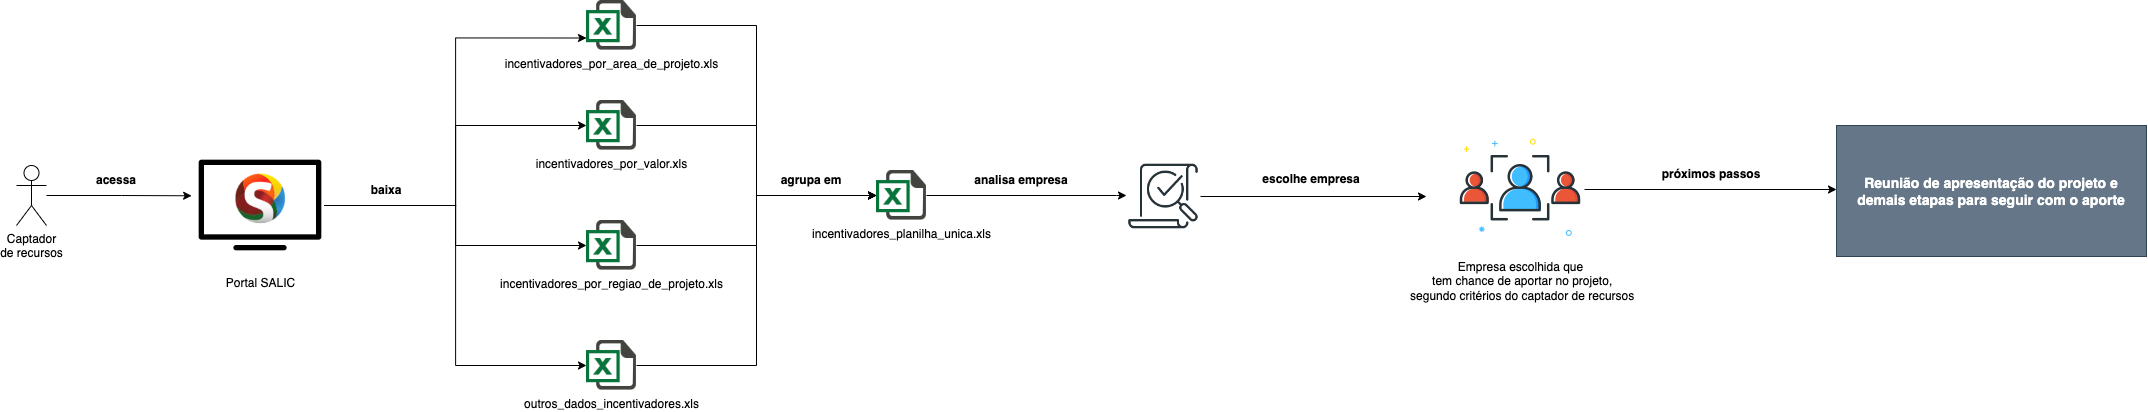 Captador
de recursos
acessa
S
Portal SALIC
baixa
X
incentivadores_por_area_de_projeto.xls
X
incentivadores_por_valor.xls
X
incentivadores_por_regiao_de_projeto.xls
X
outros_dados_incentivadores.xls
agrupa em
X
incentivadores_planilha_unica.xls
analisa empresa
escolhe empresa
Empresa escolhida que
tem chance de aportar no projeto,
segundo critérios do captador de recursos
próximos passos
Reunião de apresentação do projeto e
demais etapas para seguir com o aporte